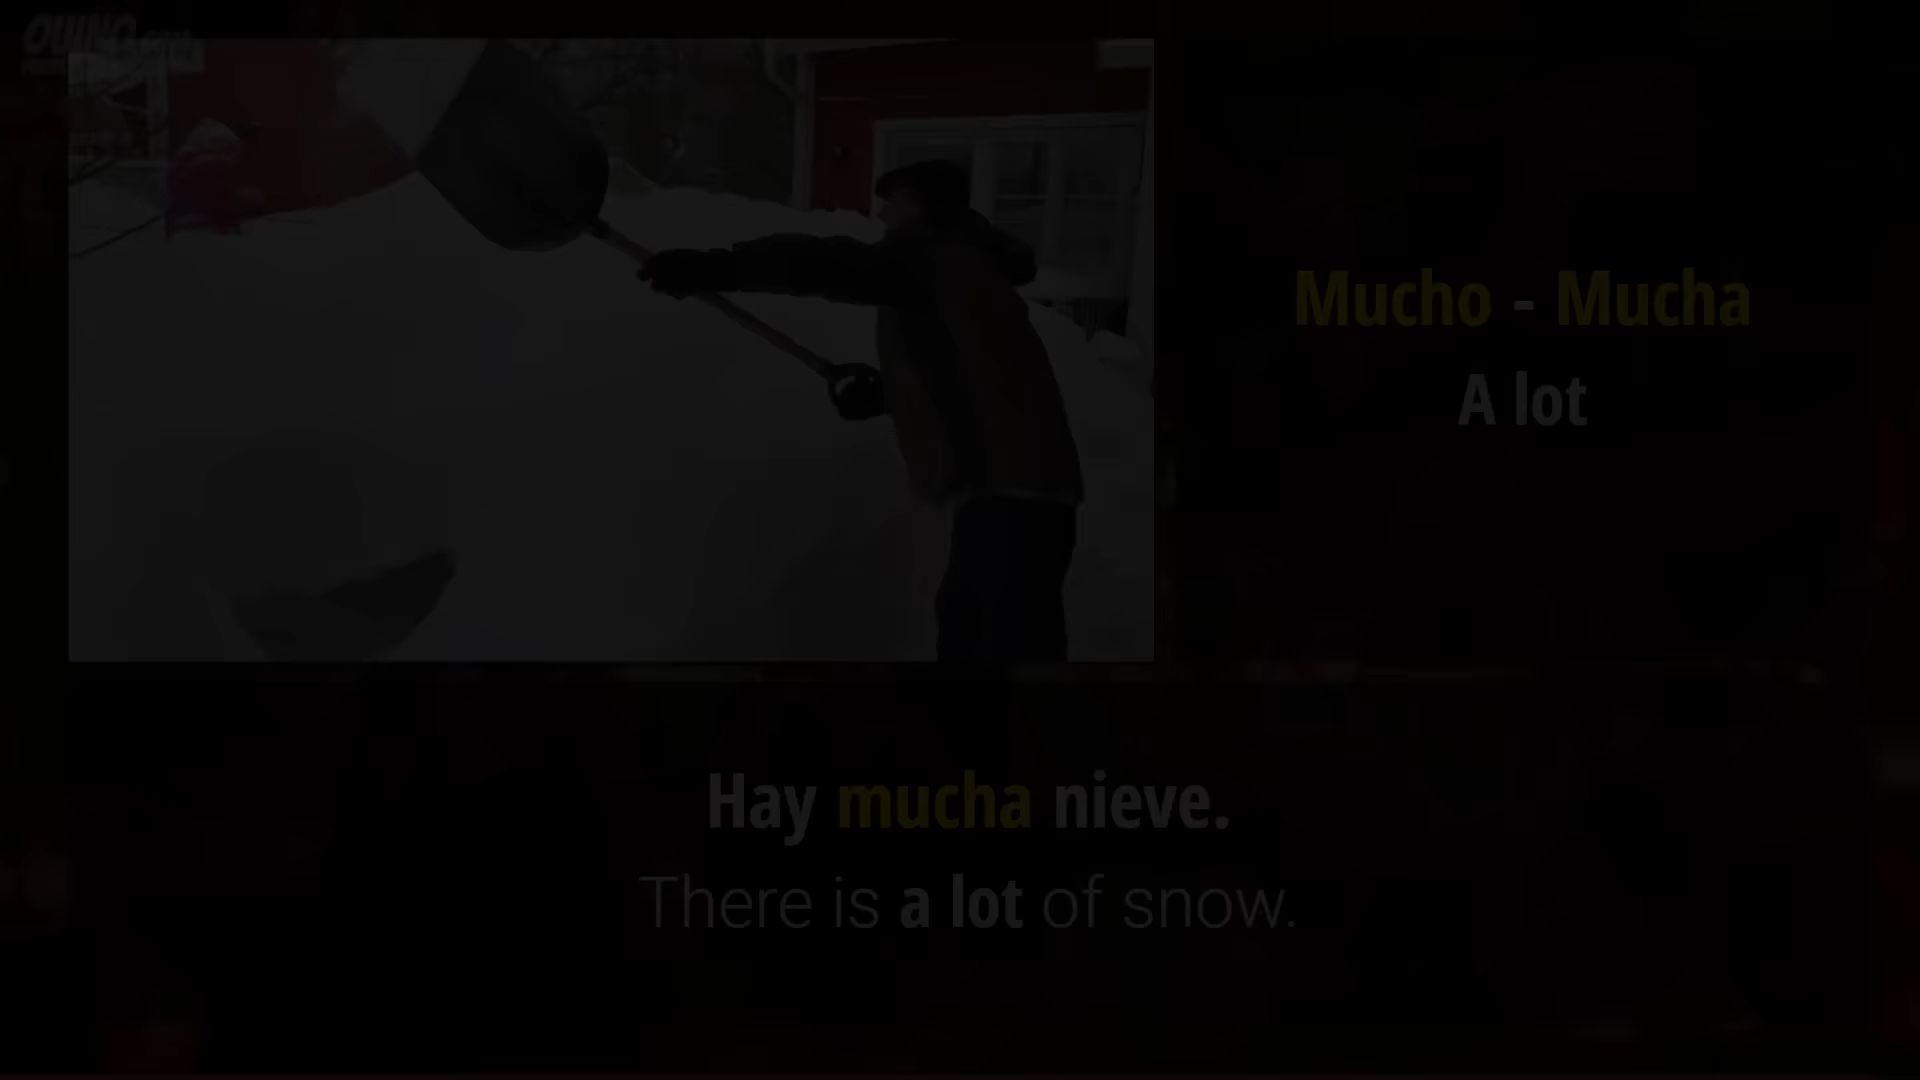 Mucho - Mucha
A lot
Hay mucha nieve.
There is a lot of snow.